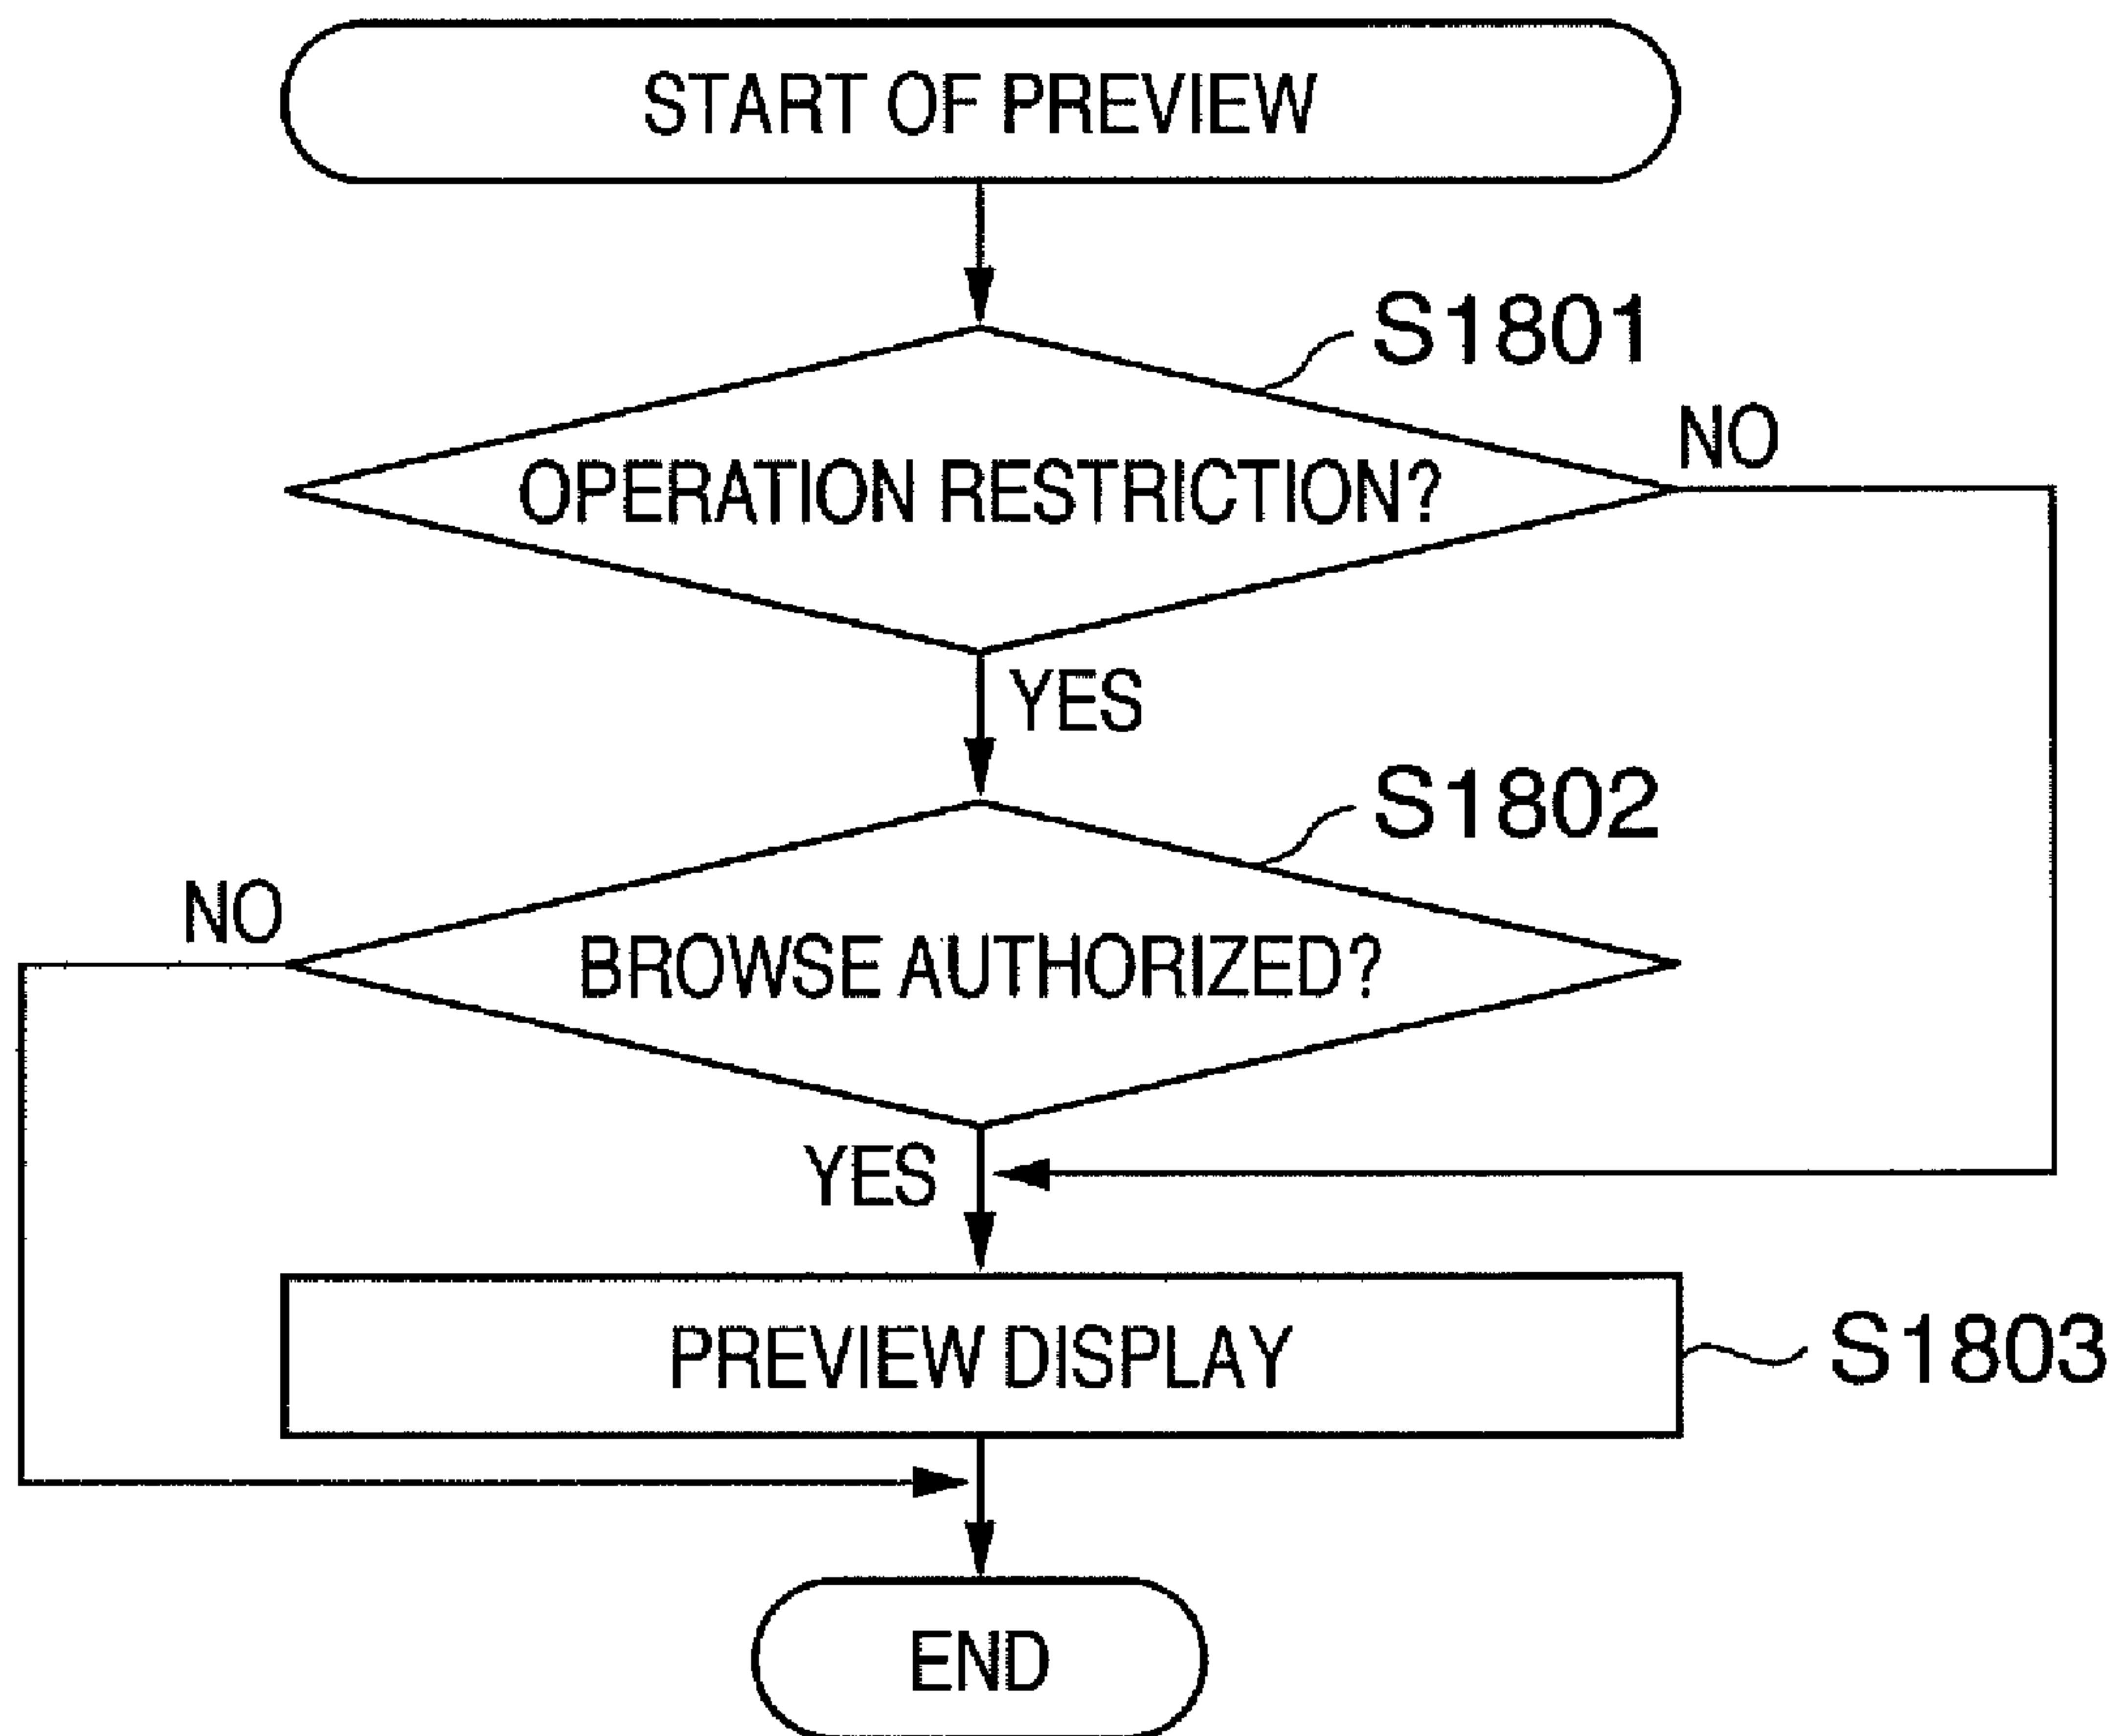 START OF PREVIEW
S1801
OPERATION RESTRICTION?
NO
YES
S1802
NO
BROWSE AUTHORIZED?
YES
PREVIEW DISPLAY
S1803
END